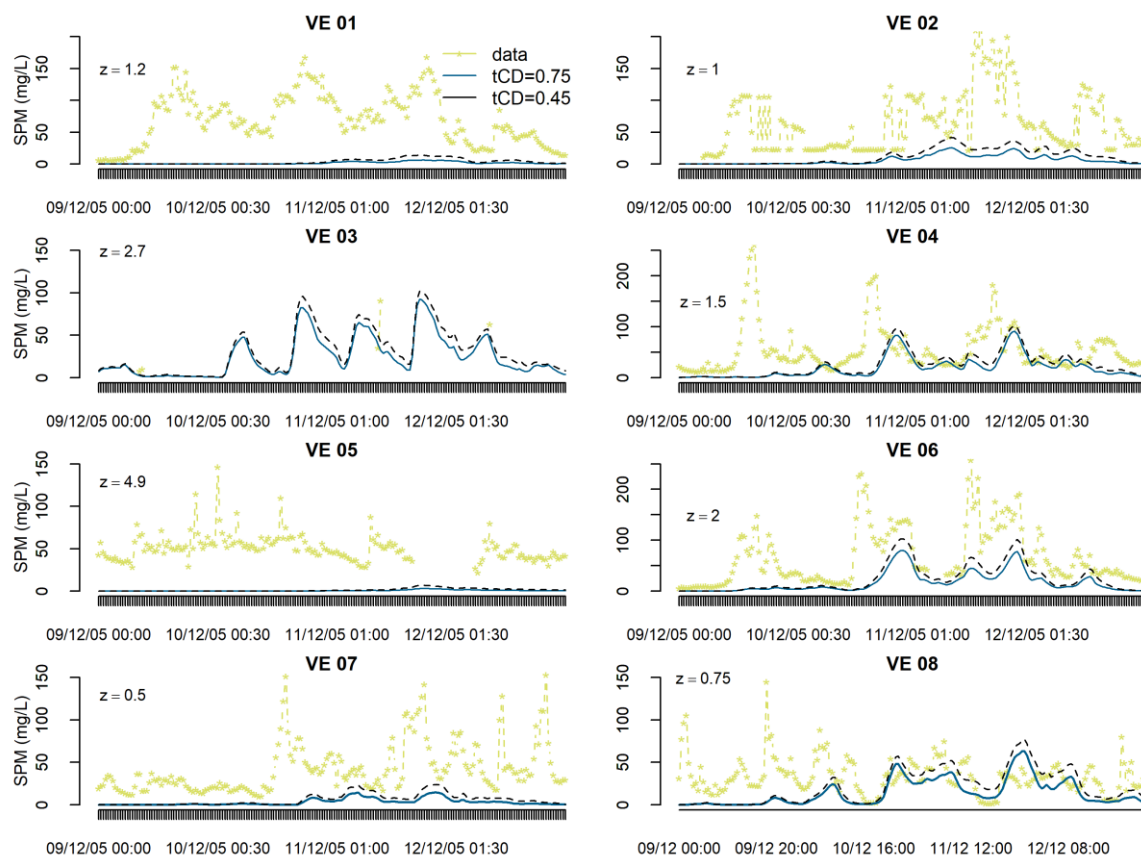 VE 01
SPM (mg/L)
0 50 150
z = 1.2
data
tCD=0.75
tCD=0.45
09/12/05 00:00 10/12/05 00:30 11/12/05 01:00 12/12/05 01:30
VE 02
0 50 150
z = 1
09/12/05 00:00 10/12/05 00:30 11/12/05 01:00 12/12/05 01:30
VE 03
SPM (mg/L)
0 50 100 150
z = 2.7
09/12/05 00:00 10/12/05 00:30 11/12/05 01:00 12/12/05 01:30
VE 04
0 100 200
z = 1.5
09/12/05 00:00 10/12/05 00:30 11/12/05 01:00 12/12/05 01:30
VE 05
SPM (mg/L)
0 50 100 150
z = 4.9
09/12/05 00:00 10/12/05 00:30 11/12/05 01:00 12/12/05 01:30
VE 06
0 100 200
z = 2
09/12/05 00:00 10/12/05 00:30 11/12/05 01:00 12/12/05 01:30
VE 07
SPM (mg/L)
0 50 100 150
z = 0.5
09/12/05 00:00 10/12/05 00:30 11/12/05 01:00 12/12/05 01:30
VE 08
0 50 100 150
z = 0.75
09/12 00:00 09/12 20:00 10/12 16:00 11/12 12:00 12/12 08:00